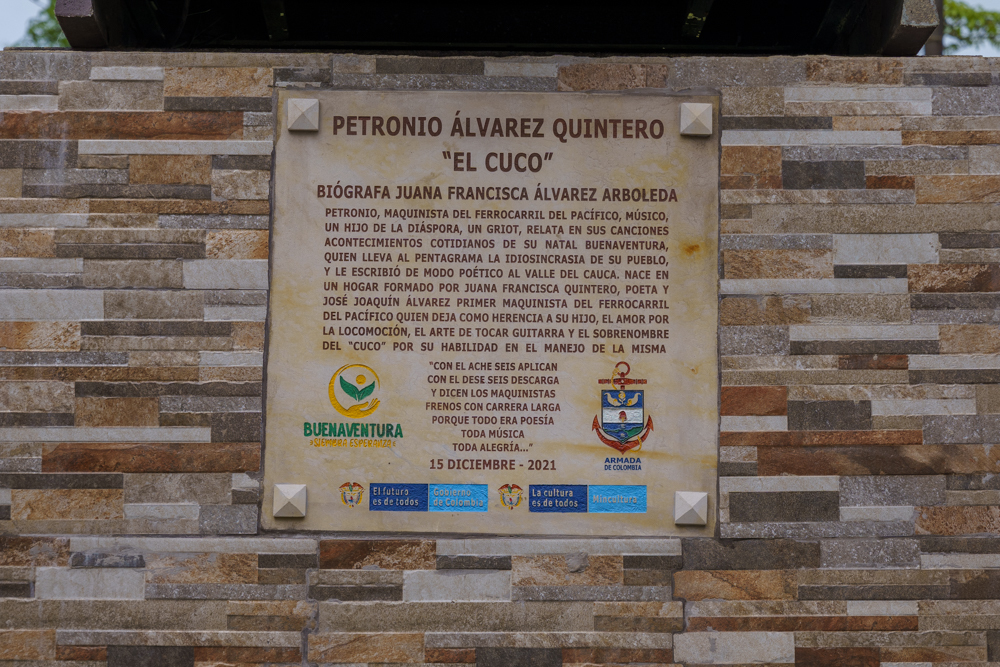 PETRONIO ÁLVAREZ QUINTERO
"EL CUCO"
BIÓGRAFA JUANA FRANCISCA ÁLVAREZ ARBOLEDA
PETRONIO, MAQUINISTA DEL FERROCARRIL DEL PACÍFICO, MÚSICO,
UN HIJO DE LA DIÁSPORA, UN GRIOT, RELATA EN SUS CANCIONES
ACONTECIMIENTOS COTIDIANOS DE SU NATAL BUENAVENTURA,
QUIEN LLEVA AL PENTAGRAMA LA IDIOSINCRASIA DE SU PUEBLO,
Y LE ESCRIBIÓ DE MODO POÉTICO AL VALLE DEL CAUCA. NACE EN
UN HOGAR FORMADO POR JUANA FRANCISCA QUINTERO, POETA Y
JOSÉ JOAQUÍN ÁLVAREZ PRIMER MAQUINISTA DEL FERROCARRIL
DEL PACÍFICO QUIEN DEJA COMO HERENCIA A SU HIJO, EL AMOR POR
LA LOCOMOCIÓN, EL ARTE DE TOCAR GUITARRA Y EL SOBRENOMBRE
DEL "CUCO" POR SU HABILIDAD EN EL MANEJO DE LA MISMA
"CON EL ACHE SEIS APLICAN
CON EL DESE SEIS DESCARGA
Y DICEN LOS MAQUINISTAS
FRENOS CON CARRERA LARGA
PORQUE TODO ERA POESÍA
TODA MÚSICA
TODA ALEGRÍA..."
15 DICIEMBRE - 2021
BUENAVENTURA
SIEMBRA ESPERANZA
ARMADA
DE COLOMBIA
El futuro
es de todos
Gobierno
de Colombia
La cultura
es de todos
Mincultura